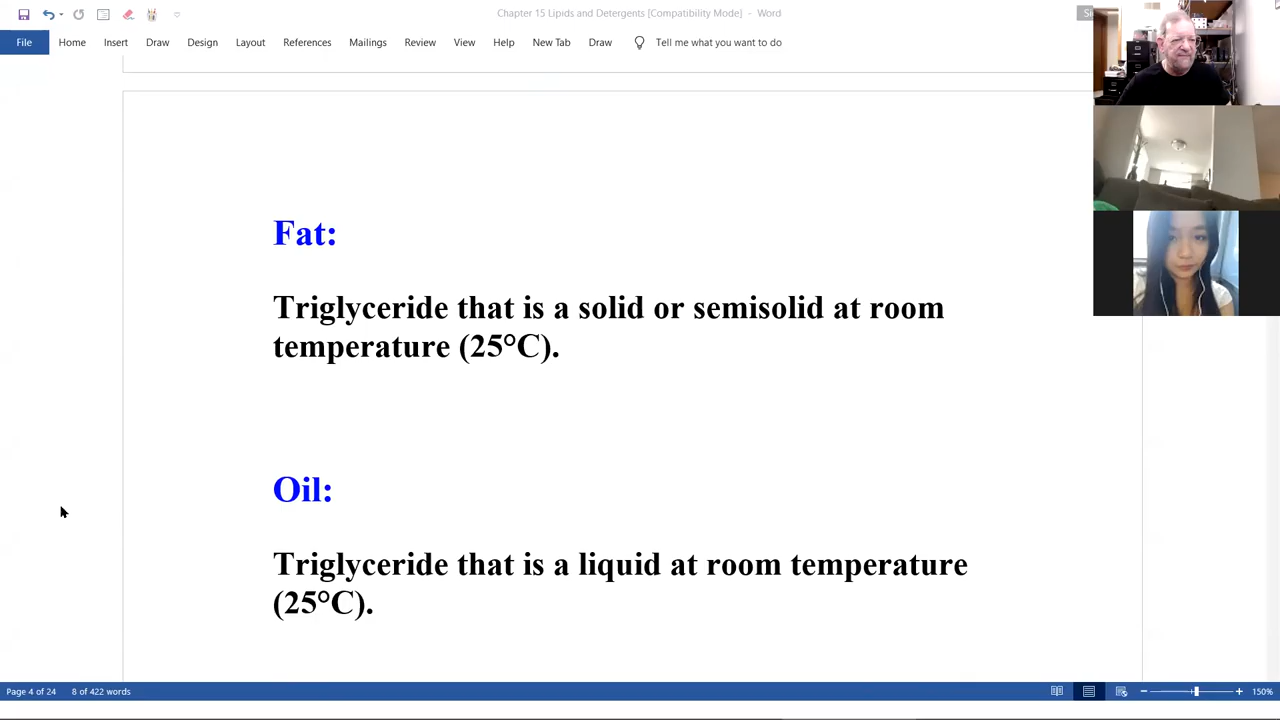 Chapter 15 Lipids and Detergents [Compatibility Mode] - Word
File Home Insert Draw Design Layout References Mailings Review View Help New Tab Draw Tell me what you want to do
Fat:
Triglyceride that is a solid or semisolid at room
temperature (25°C).
Oil:
Triglyceride that is a liquid at room temperature
(25°C).
Page 4 of 24 8 of 422 words 150%